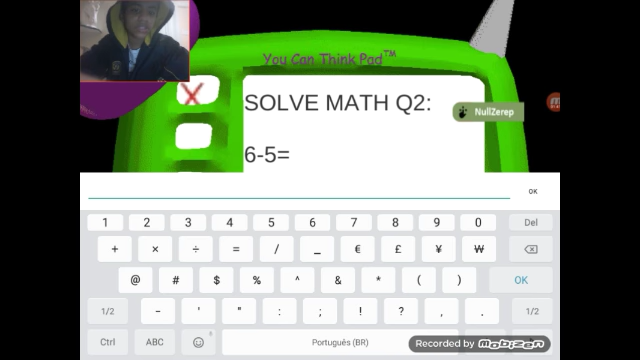 You Can Think Pad™
X
SOLVE MATH Q2:
NullZerep
6-5=
OK
1 2 3 4 5 6 7 8 9 0 Del
+ × ÷ = / _ € £ ¥ ₩
@ # $ % ^ & * ( ) OK
1/2 - ' " : ; ! ? , . 1/2
Ctrl ABC Português (BR)
Recorded by Mobizen